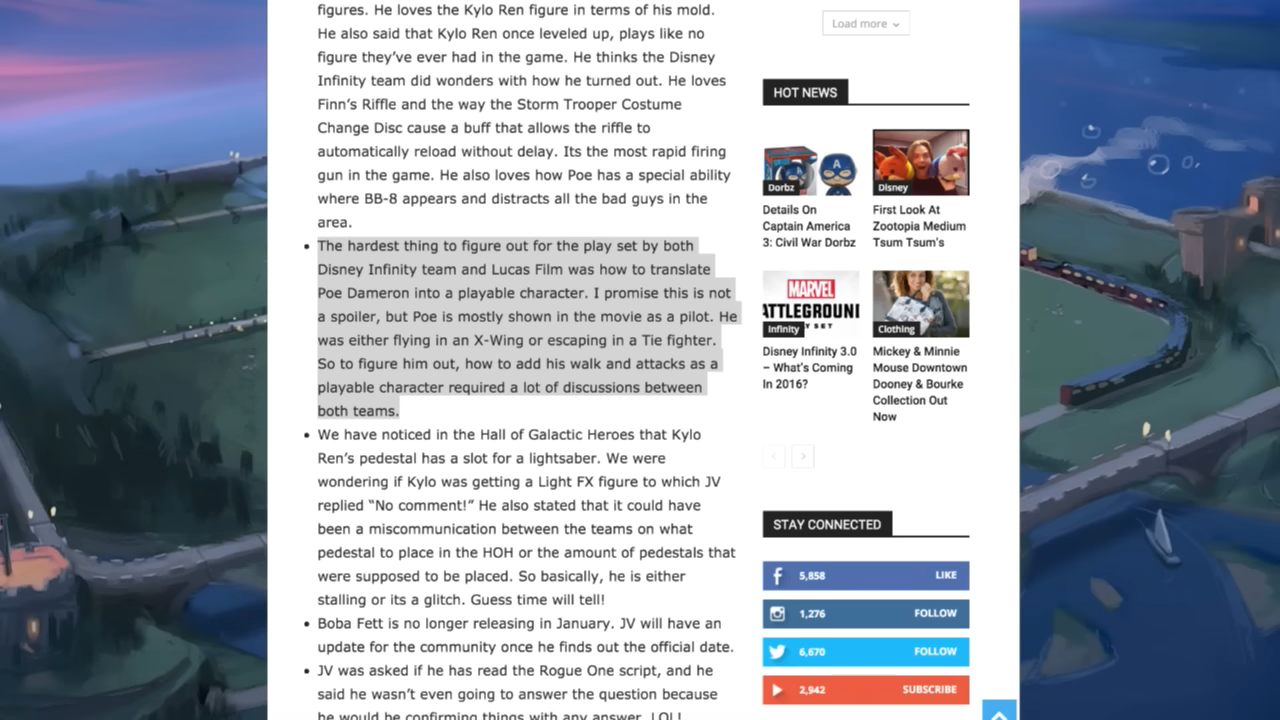 figures. He loves the Kylo Ren figure in terms of his mold.
He also said that Kylo Ren once leveled up, plays like no
figure they’ve ever had in the game. He thinks the Disney
Infinity team did wonders with how he turned out. He loves
Finn’s Riffle and the way the Storm Trooper Costume
Change Disc cause a buff that allows the riffle to
automatically reload without delay. Its the most rapid firing
gun in the game. He also loves how Poe has a special ability
where BB-8 appears and distracts all the bad guys in the
area.
The hardest thing to figure out for the play set by both
Disney Infinity team and Lucas Film was how to translate
Poe Dameron into a playable character. I promise this is not
a spoiler, but Poe is mostly shown in the movie as a pilot. He
was either flying in an X-Wing or escaping in a Tie fighter.
So to figure him out, how to add his walk and attacks as a
playable character required a lot of discussions between
both teams.
We have noticed in the Hall of Galactic Heroes that Kylo
Ren’s pedestal has a slot for a lightsaber. We were
wondering if Kylo was getting a Light FX figure to which JV
replied “No comment!” He also stated that it could have
been a miscommunication between the teams on what
pedestal to place in the HOH or the amount of pedestals that
were supposed to be placed. So basically, he is either
stalling or its a glitch. Guess time will tell!
Boba Fett is no longer releasing in January. JV will have an
update for the community once he finds out the official date.
JV was asked if he has read the Rogue One script, and he
said he wasn’t even going to answer the question because
he would be confirming things with any answer. LOL!
Load more
HOT NEWS
Dorbz
Details On
Captain America
3: Civil War Dorbz
Disney
First Look At
Zootopia Medium
Tsum Tsum’s
MARVEL
ATTLEGROUN
Y SET
Infinity
Disney Infinity 3.0
– What’s Coming
In 2016?
Clothing
Mickey & Minnie
Mouse Downtown
Dooney & Bourke
Collection Out
Now
STAY CONNECTED
5,858 LIKE
1,276 FOLLOW
6,670 FOLLOW
2,942 SUBSCRIBE